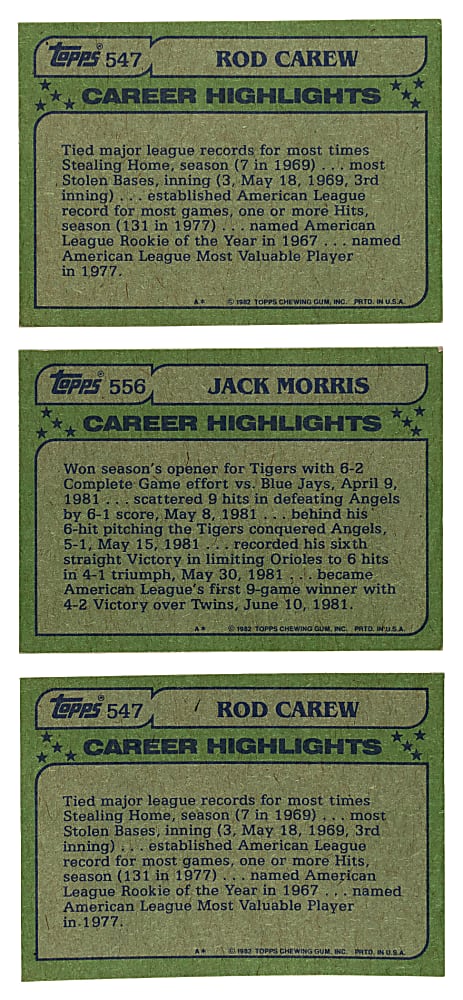 Topps® 547 ROD CAREW
CAREER HIGHLIGHTS
Tied major league records for most times
Stealing Home, season (7 in 1969) . . . most
Stolen Bases, inning (3, May 18, 1969, 3rd
inning) . . . established American League
record for most games, one or more Hits,
season (131 in 1977) . . . named American
League Rookie of the Year in 1967 . . . named
American League Most Valuable Player
in 1977.
A* © 1982 TOPPS CHEWING GUM, INC. PRTD. IN U.S.A.
Topps® 556 JACK MORRIS
CAREER HIGHLIGHTS
Won season's opener for Tigers with 6-2
Complete Game effort vs. Blue Jays, April 9,
1981 . . . scattered 9 hits in defeating Angels
by 6-1 score, May 8, 1981 . . . behind his
6-hit pitching the Tigers conquered Angels,
5-1, May 15, 1981 . . . recorded his sixth
straight Victory in limiting Orioles to 6 hits
in 4-1 triumph, May 30, 1981 . . . became
American League's first 9-game winner with
4-2 Victory over Twins, June 10, 1981.
A* © 1982 TOPPS CHEWING GUM, INC. PRTD. IN U.S.A.
Topps® 547 ROD CAREW
CAREER HIGHLIGHTS
Tied major league records for most times
Stealing Home, season (7 in 1969) . . . most
Stolen Bases, inning (3, May 18, 1969, 3rd
inning) . . . established American League
record for most games, one or more Hits,
season (131 in 1977) . . . named American
League Rookie of the Year in 1967 . . . named
American League Most Valuable Player
in 1977.
A* © 1982 TOPPS CHEWING GUM, INC. PRTD. IN U.S.A.